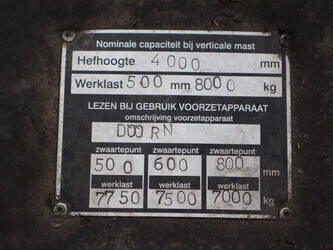 Nominale capaciteit bij verticale mast
Hefhoogte 4000 mm
Werklast 500 mm 8000 kg
LEZEN BIJ GEBRUIK VOORZETAPPARAAT
omschrijving voorzetapparaat
DOORN
zwaartepunt zwaartepunt zwaartepunt
500 600 800 mm
werklast werklast werklast
7750 7500 7000 kg